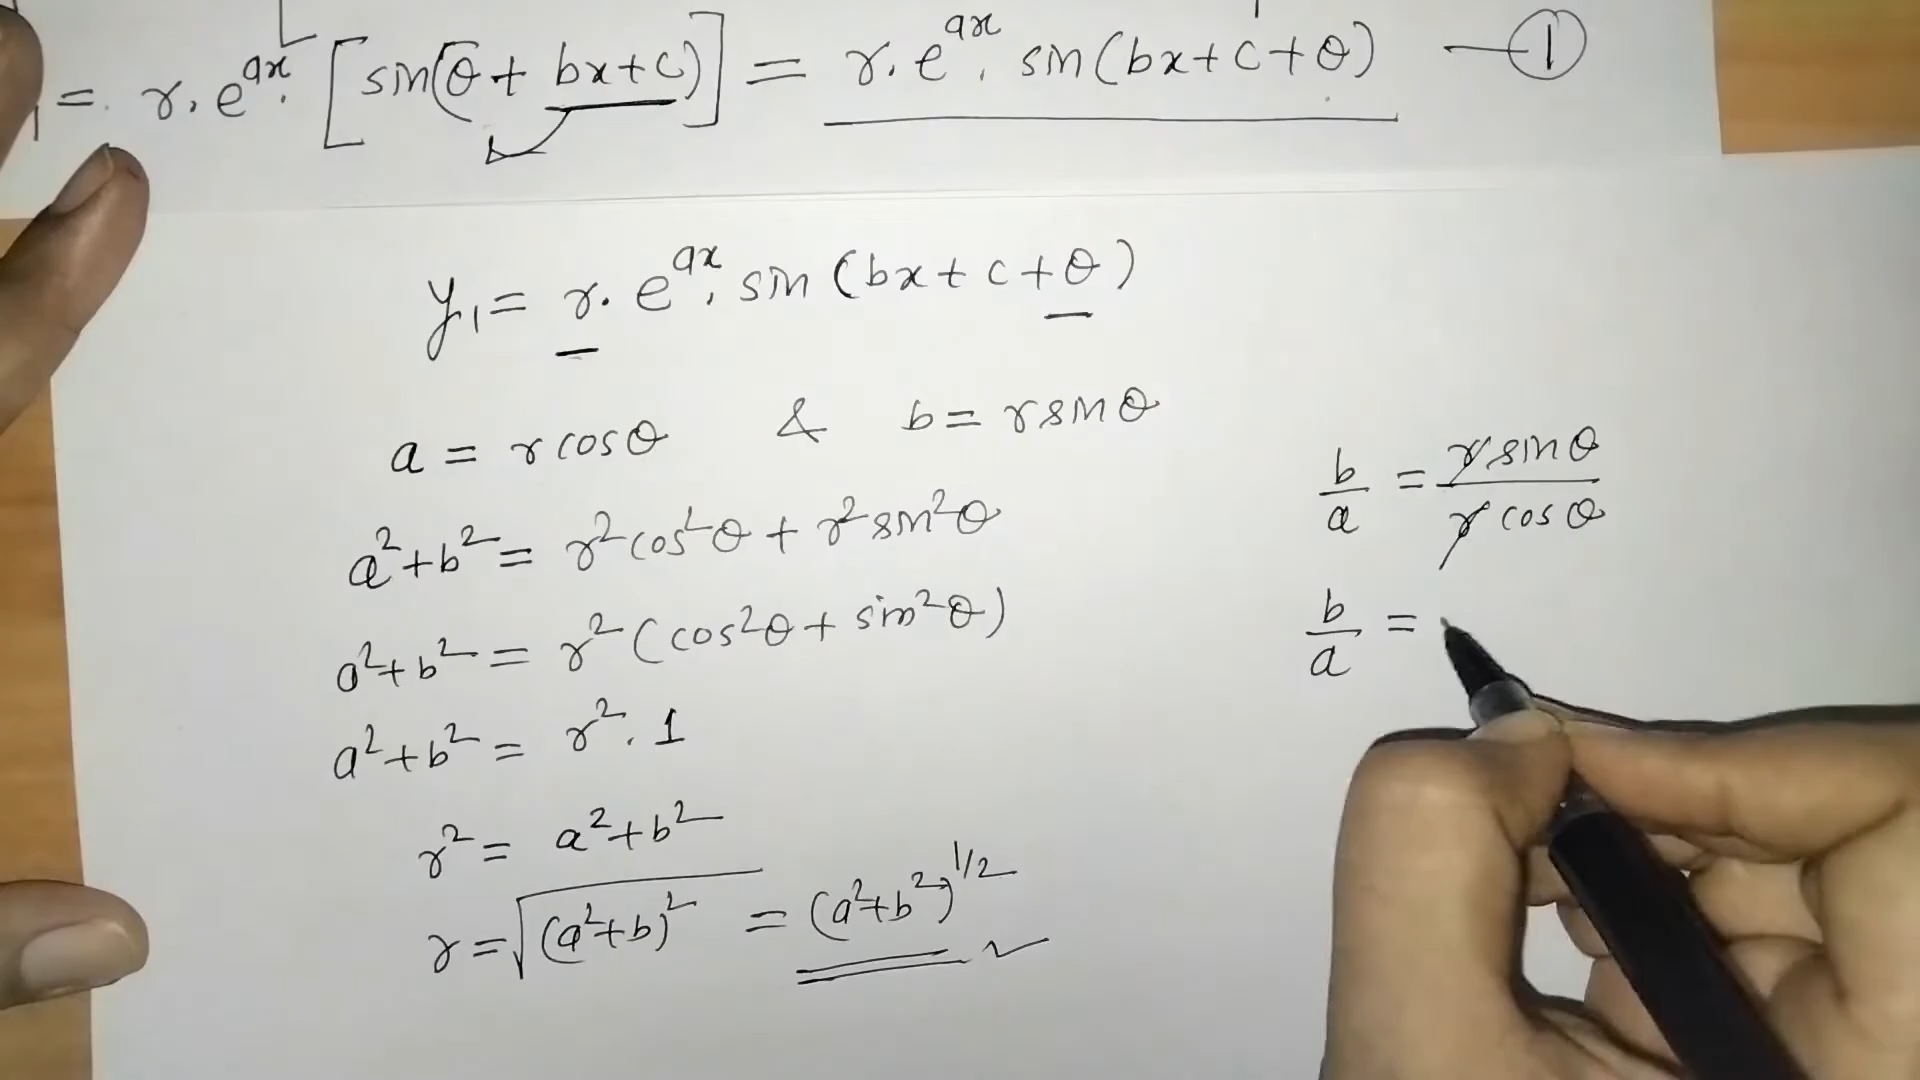 1 = r. e^{ax}. [sin(θ + bx+c)] = r. e^{ax}. sin(bx+c+θ) — ①
y₁ = r. e^{ax}. sin (bx+c+θ)
a = r cosθ & b = r sinθ
a²+b² = r²cos²θ + r²sin²θ
a²+b² = r²(cos²θ + sin²θ)
a²+b² = r². 1
r² = a²+b²
r = √(a²+b)² = (a²+b²)^{1/2} ✓
b/a = r sinθ / r cosθ
b/a =